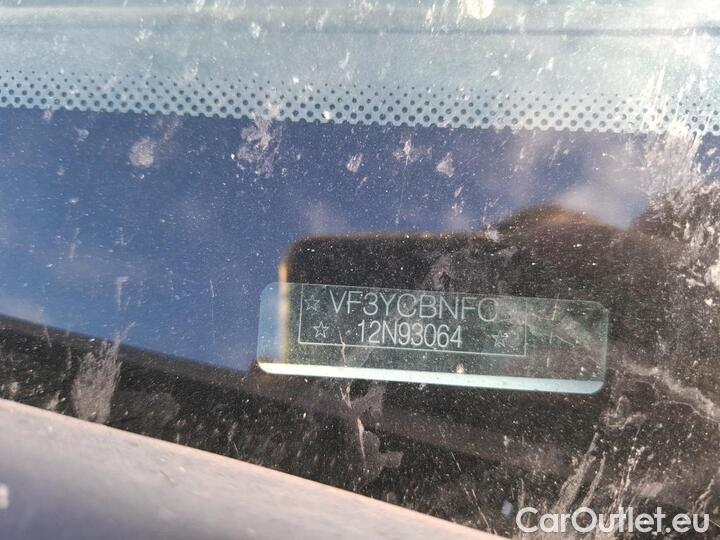 ☆ VF3YCBNFC
☆ 12N93064 ☆
CarOutlet.eu